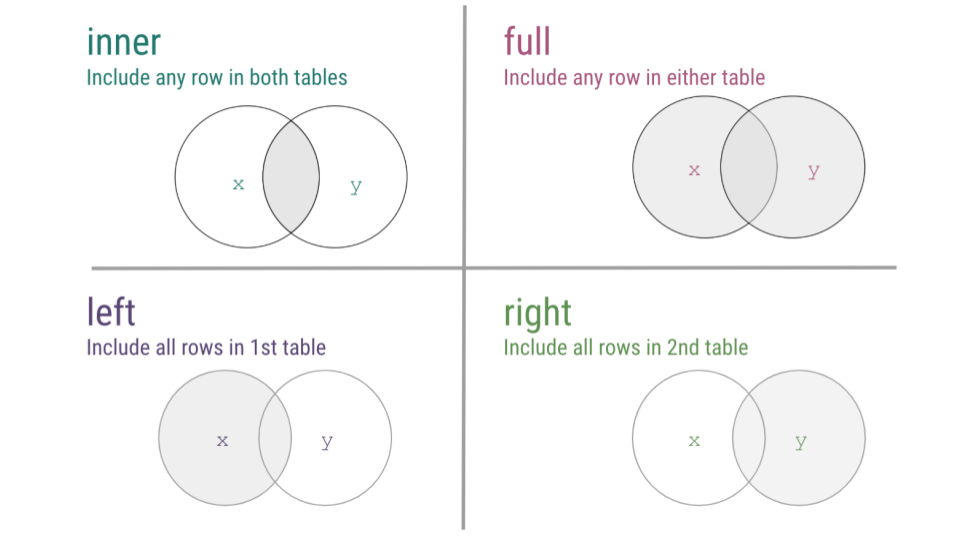 inner
Include any row in both tables
x
y
full
Include any row in either table
x
y
left
Include all rows in 1st table
x
y
right
Include all rows in 2nd table
x
y